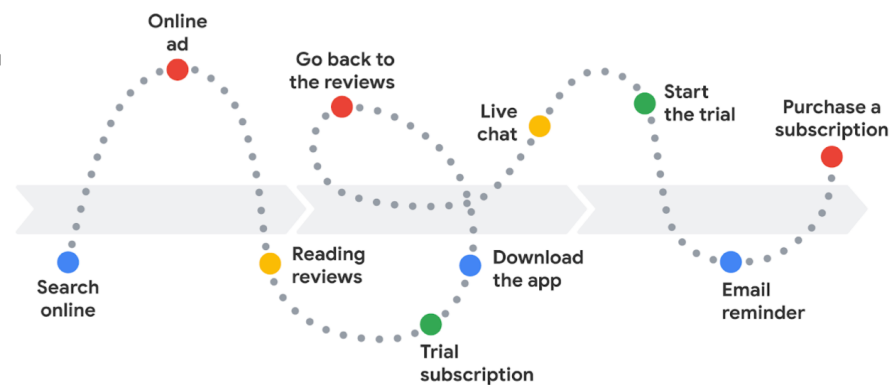 Online
ad
Go back to
the reviews
Live
chat
Start
the trial
Purchase a
subscription
Search
online
Reading
reviews
Download
the app
Trial
subscription
Email
reminder